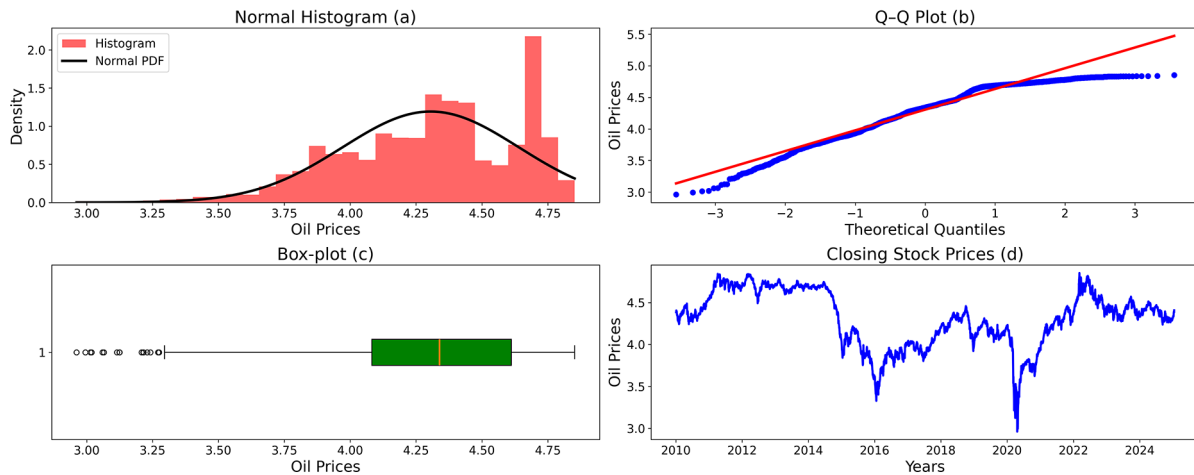 Normal Histogram (a)
Histogram
Normal PDF
Density
2.0
1.5
1.0
0.5
0.0
3.00 3.25 3.50 3.75 4.00 4.25 4.50 4.75
Oil Prices
Q–Q Plot (b)
Oil Prices
5.5
5.0
4.5
4.0
3.5
3.0
−3 −2 −1 0 1 2 3
Theoretical Quantiles
Box-plot (c)
1
3.00 3.25 3.50 3.75 4.00 4.25 4.50 4.75
Oil Prices
Closing Stock Prices (d)
Oil Prices
4.5
4.0
3.5
3.0
2010 2012 2014 2016 2018 2020 2022 2024
Years